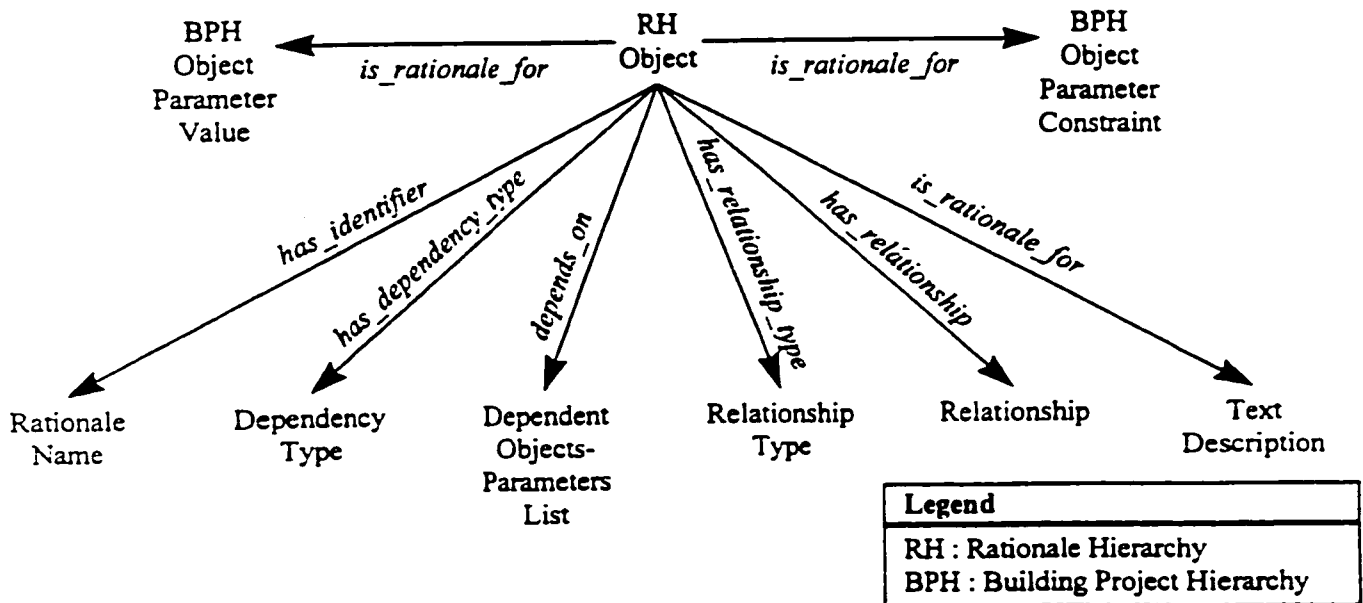 BPH
Object
Parameter
Value
is_rationale_for
RH
Object
is_rationale_for
BPH
Object
Parameter
Constraint
has_identifier
has_dependency_type
depends_on
has_relationship_type
has_relationship
is_rationale_for
Rationale
Name
Dependency
Type
Dependent
Objects-
Parameters
List
Relationship
Type
Relationship
Text
Description
Legend
RH : Rationale Hierarchy
BPH : Building Project Hierarchy